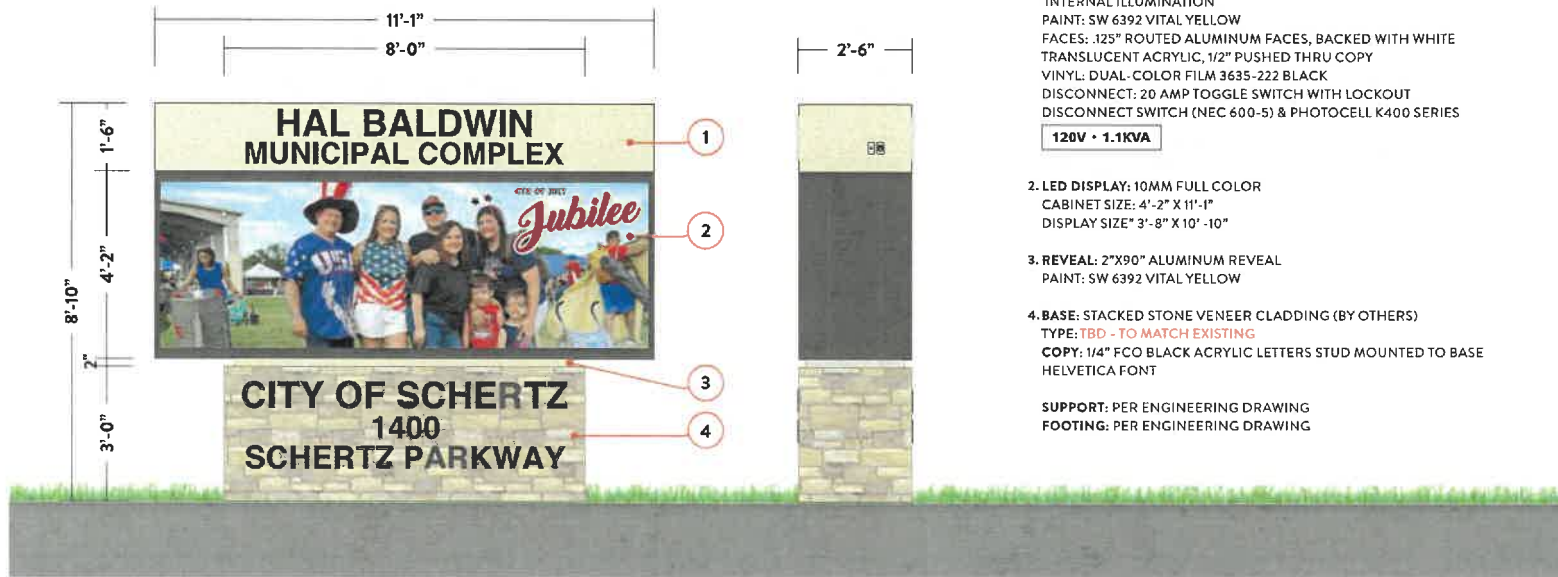 11'-1"
8'-0"
2'-6"
8'-10"
1'-6"
4'-2"
2"
3'-0"
HAL BALDWIN
MUNICIPAL COMPLEX
4TH OF JULY
Jubilee
CITY OF SCHERTZ
1400
SCHERTZ PARKWAY
1
2
3
4
INTERNAL ILLUMINATION
PAINT: SW 6392 VITAL YELLOW
FACES: .125" ROUTED ALUMINUM FACES, BACKED WITH WHITE
TRANSLUCENT ACRYLIC, 1/2" PUSHED THRU COPY
VINYL: DUAL-COLOR FILM 3635-222 BLACK
DISCONNECT: 20 AMP TOGGLE SWITCH WITH LOCKOUT
DISCONNECT SWITCH (NEC 600-5) & PHOTOCELL K400 SERIES
120V • 1.1KVA
2. LED DISPLAY: 10MM FULL COLOR
CABINET SIZE: 4'-2" X 11'-1"
DISPLAY SIZE" 3'-8" X 10' -10"
3. REVEAL: 2"X90" ALUMINUM REVEAL
PAINT: SW 6392 VITAL YELLOW
4. BASE: STACKED STONE VENEER CLADDING (BY OTHERS)
TYPE: TBD - TO MATCH EXISTING
COPY: 1/4" FCO BLACK ACRYLIC LETTERS STUD MOUNTED TO BASE
HELVETICA FONT
SUPPORT: PER ENGINEERING DRAWING
FOOTING: PER ENGINEERING DRAWING